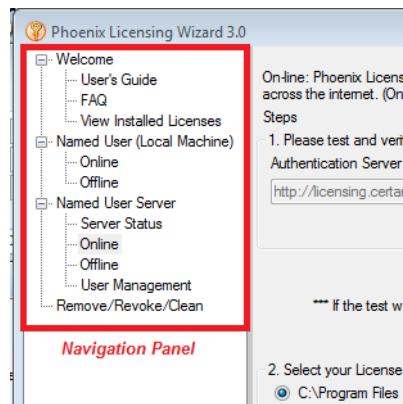 Phoenix Licensing Wizard 3.0
Welcome
User's Guide
FAQ
View Installed Licenses
Named User (Local Machine)
Online
Offline
Named User Server
Server Status
Online
Offline
User Management
Remove/Revoke/Clean
Navigation Panel
On-line: Phoenix Licens
across the internet. (On
Steps
1. Please test and veri
Authentication Server
http://licensing.certa
*** If the test w
2. Select your License
C:\Program Files